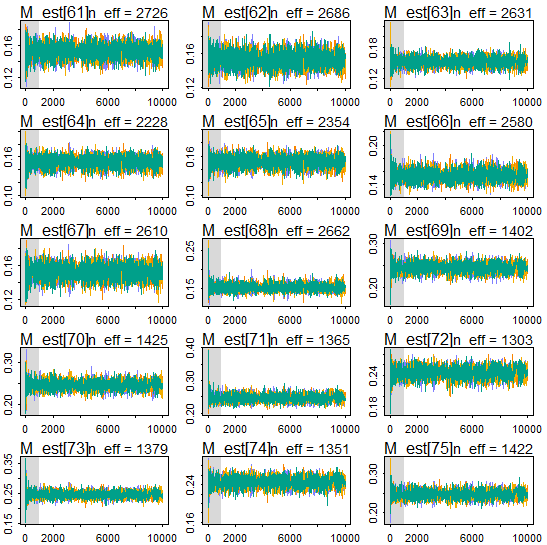 M_est[61]n_eff = 2726
0.12 0.16
0 2000 6000 10000
M_est[62]n_eff = 2686
0.12 0.16
0 2000 6000 10000
M_est[63]n_eff = 2631
0.12 0.18
0 2000 6000 10000
M_est[64]n_eff = 2228
0.10 0.16
0 2000 6000 10000
M_est[65]n_eff = 2354
0.10 0.16
0 2000 6000 10000
M_est[66]n_eff = 2580
0.14 0.20
0 2000 6000 10000
M_est[67]n_eff = 2610
0.12 0.16
0 2000 6000 10000
M_est[68]n_eff = 2662
0.15 0.25
0 2000 6000 10000
M_est[69]n_eff = 1402
0.20 0.30
0 2000 6000 10000
M_est[70]n_eff = 1425
0.20 0.30
0 2000 6000 10000
M_est[71]n_eff = 1365
0.20 0.30 0.40
0 2000 6000 10000
M_est[72]n_eff = 1303
0.18 0.24
0 2000 6000 10000
M_est[73]n_eff = 1379
0.15 0.25 0.35
0 2000 6000 10000
M_est[74]n_eff = 1351
0.18 0.24
0 2000 6000 10000
M_est[75]n_eff = 1422
0.20 0.30
0 2000 6000 10000